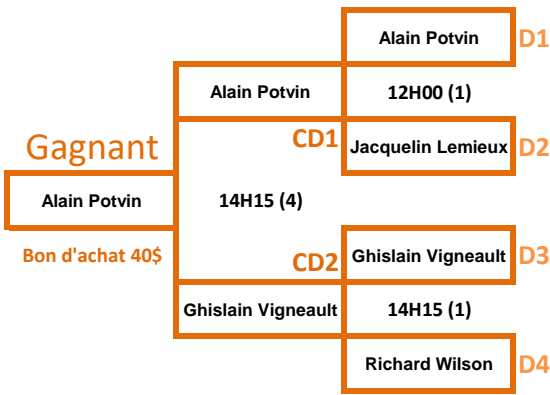 Alain Potvin D1
Alain Potvin 12H00 (1)
Gagnant CD1 Jacquelin Lemieux D2
Alain Potvin 14H15 (4)
Bon d'achat 40$ CD2 Ghislain Vigneault D3
Ghislain Vigneault 14H15 (1)
Richard Wilson D4